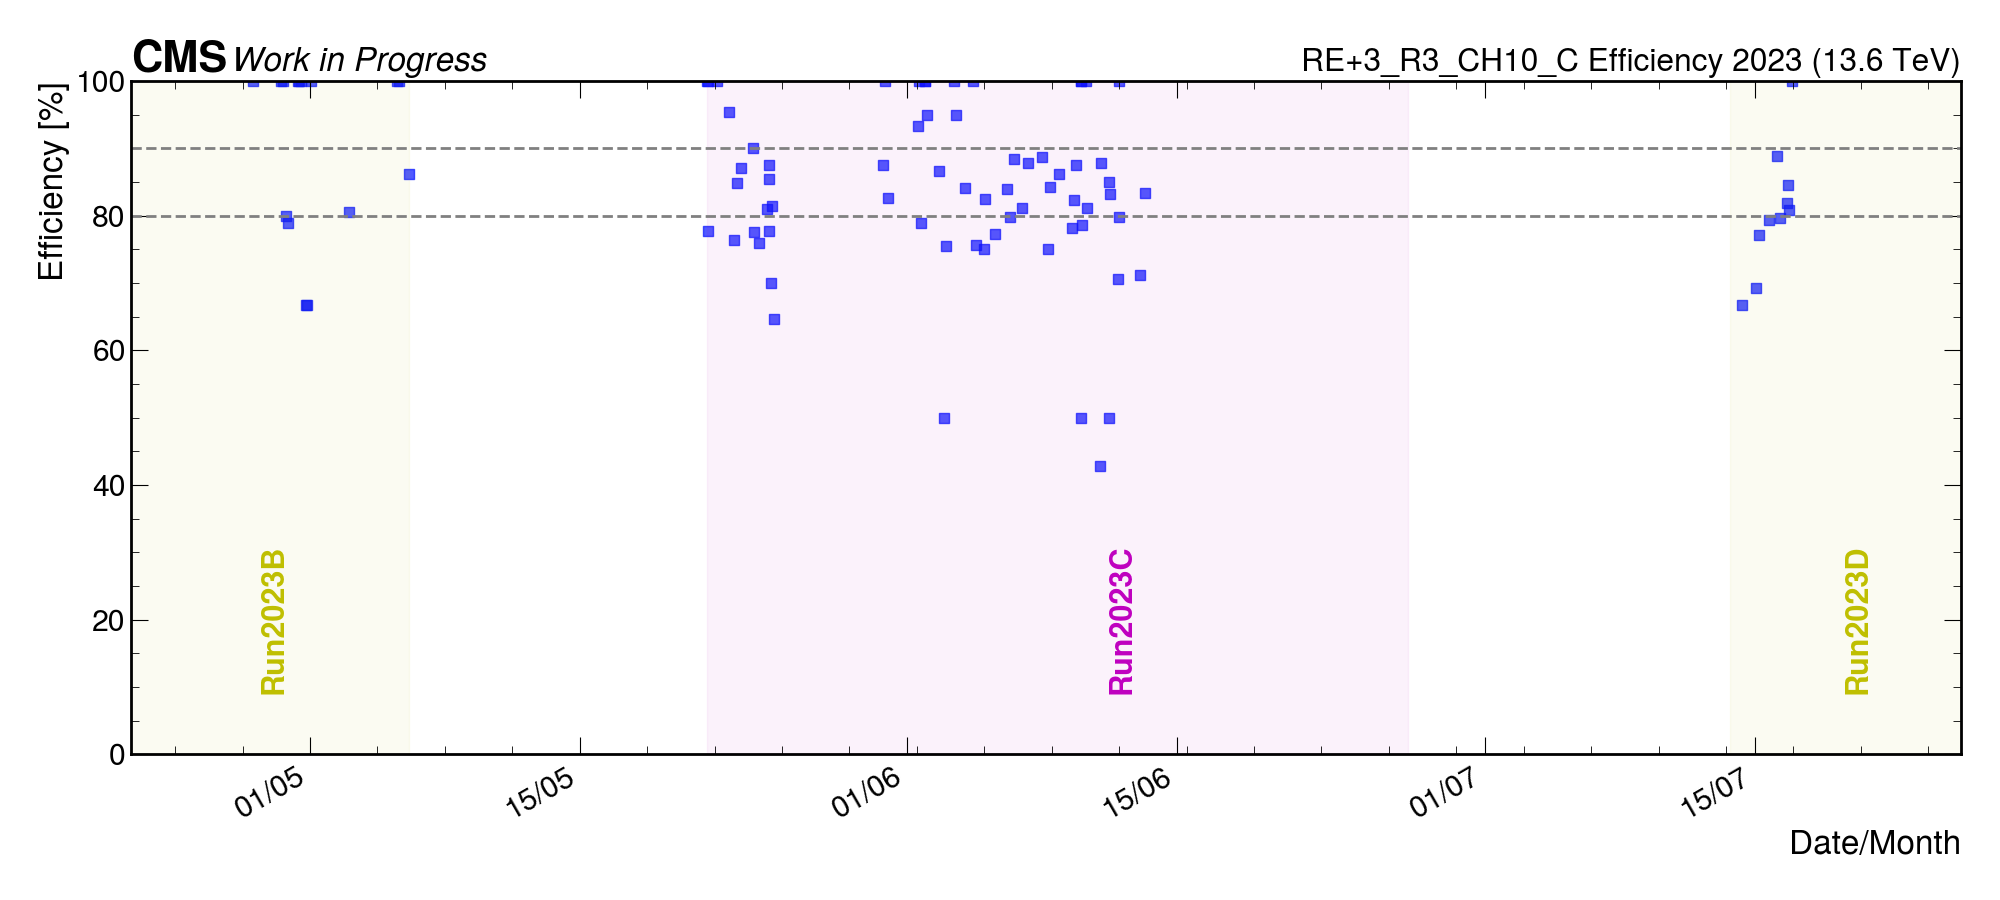 CMS Work in Progress
RE+3_R3_CH10_C Efficiency 2023 (13.6 TeV)
Efficiency [%]
100
80
60
40
20
0
Run2023B
Run2023C
Run2023D
01/05
15/05
01/06
15/06
01/07
15/07
Date/Month